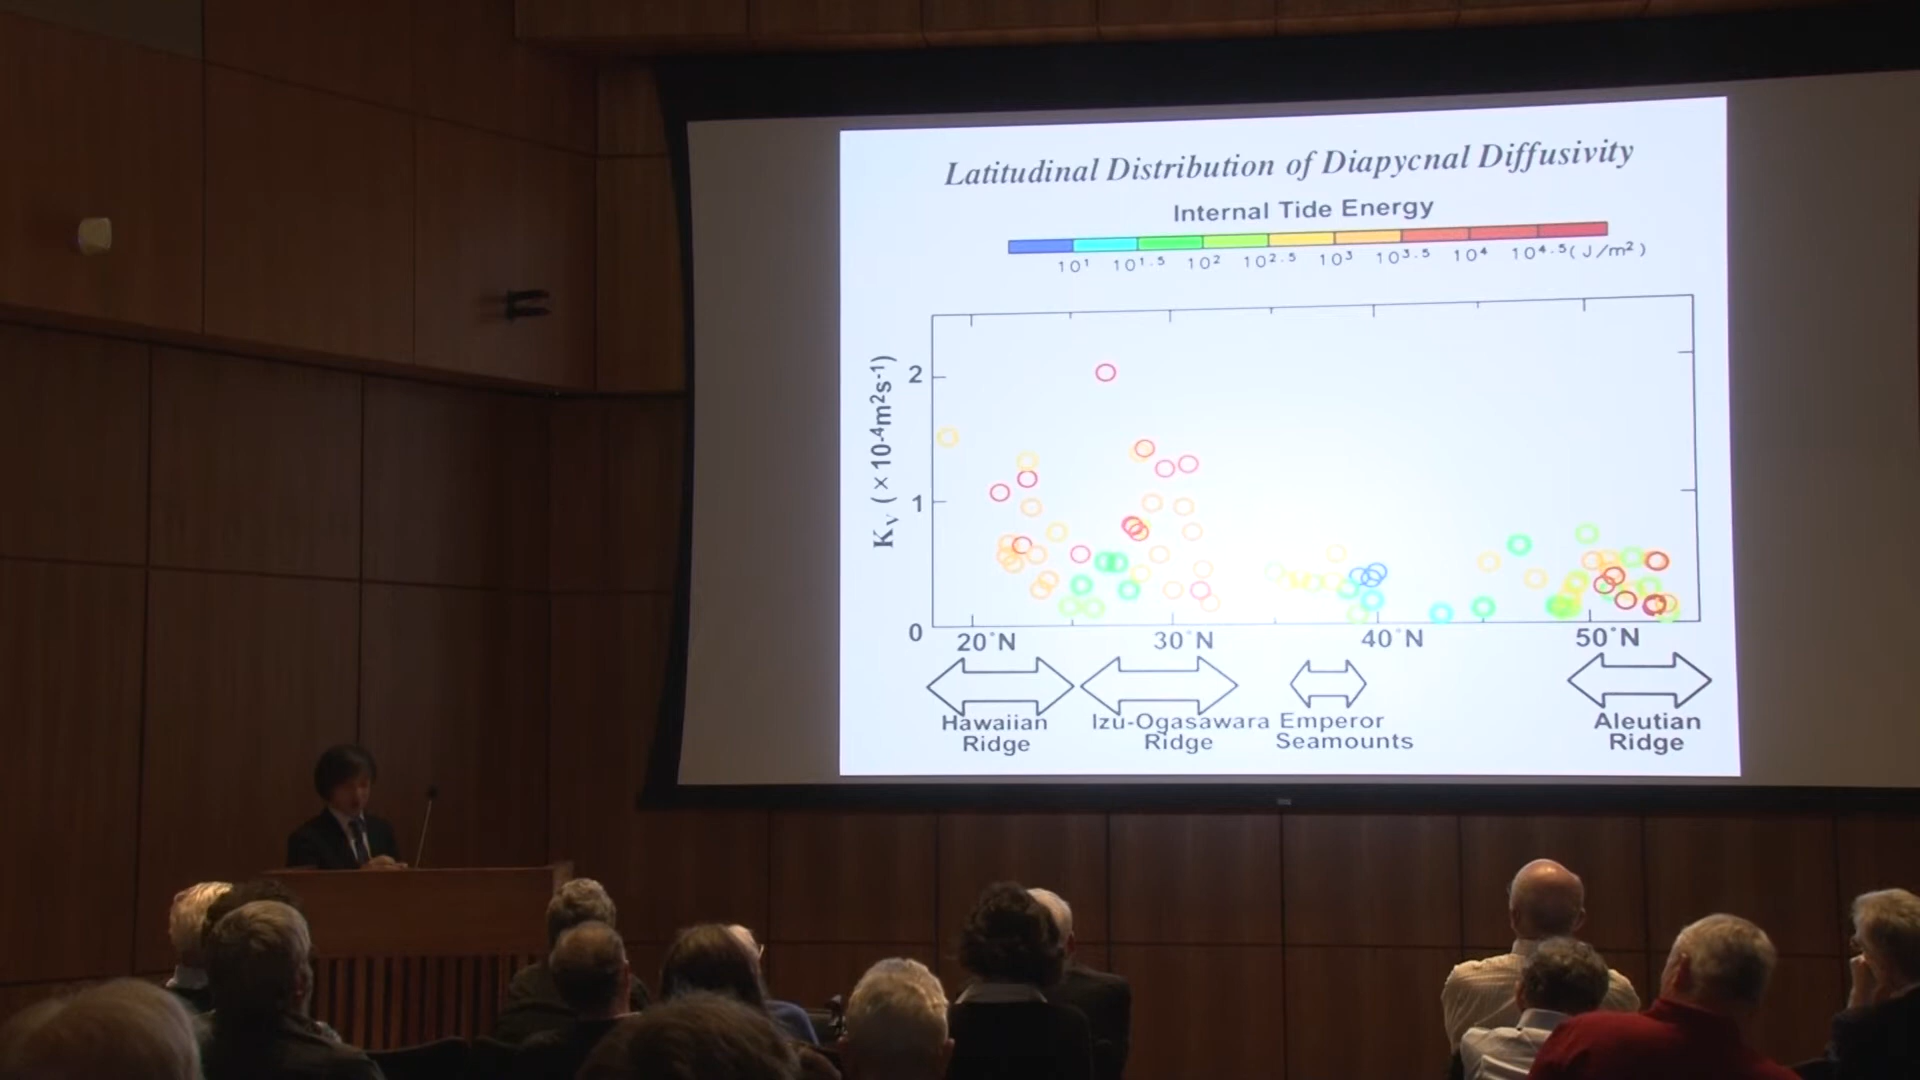 Latitudinal Distribution of Diapycnal Diffusivity
Internal Tide Energy
10¹ 10¹·⁵ 10² 10²·⁵ 10³ 10³·⁵ 10⁴ 10⁴·⁵ (J/m²)
Kv (×10⁻⁴m²s⁻¹)
2
1
0
20°N 30°N 40°N 50°N
Hawaiian Ridge
Izu-Ogasawara Ridge
Emperor Seamounts
Aleutian Ridge